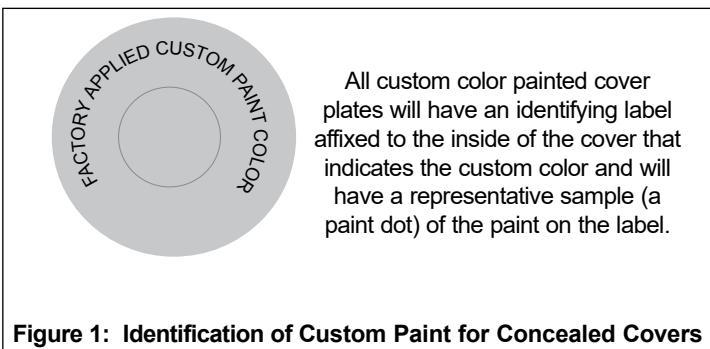 FACTORY APPLIED CUSTOM PAINT COLOR
All custom color painted cover
plates will have an identifying label
affixed to the inside of the cover that
indicates the custom color and will
have a representative sample (a
paint dot) of the paint on the label.
Figure 1: Identification of Custom Paint for Concealed Covers